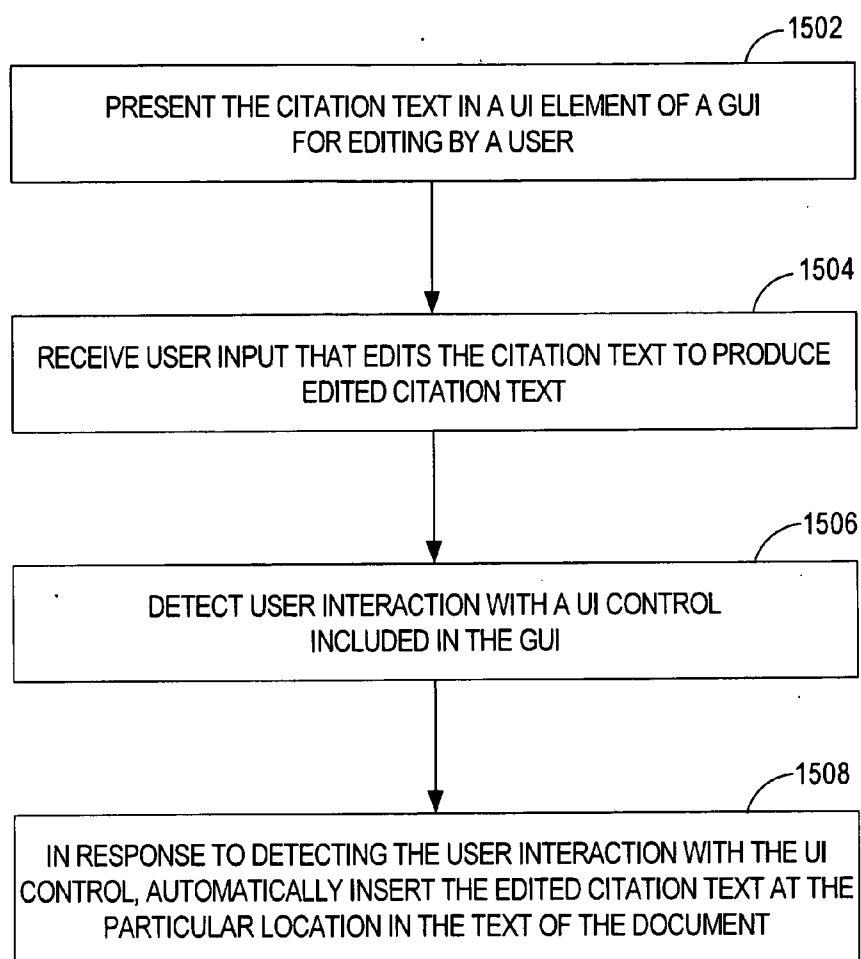 1502
PRESENT THE CITATION TEXT IN A UI ELEMENT OF A GUI
FOR EDITING BY A USER
1504
RECEIVE USER INPUT THAT EDITS THE CITATION TEXT TO PRODUCE
EDITED CITATION TEXT
1506
DETECT USER INTERACTION WITH A UI CONTROL
INCLUDED IN THE GUI
1508
IN RESPONSE TO DETECTING THE USER INTERACTION WITH THE UI
CONTROL, AUTOMATICALLY INSERT THE EDITED CITATION TEXT AT THE
PARTICULAR LOCATION IN THE TEXT OF THE DOCUMENT